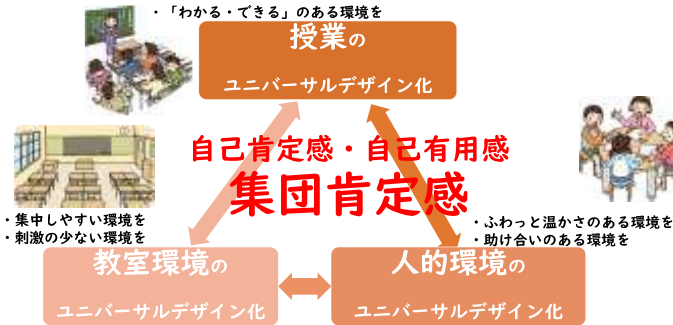 ・「わかる・できる」のある環境を
授業の
ユニバーサルデザイン化
自己肯定感・自己有用感
集団肯定感
・集中しやすい環境を
・刺激の少ない環境を
・ふわっと温かさのある環境を
・助け合いのある環境を
教室環境の
ユニバーサルデザイン化
人的環境の
ユニバーサルデザイン化